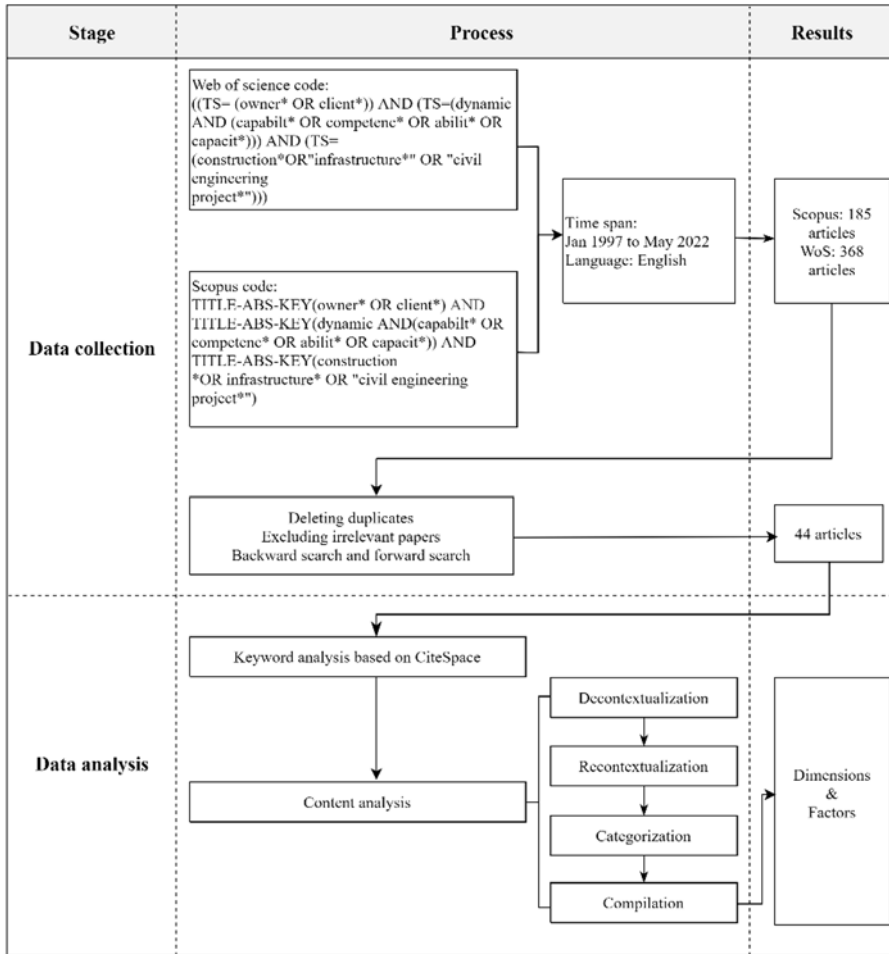 Stage
Process
Results
Web of science code:
((TS= (owner* OR client*)) AND (TS=(dynamic
AND (capabilt* OR competenc* OR abilit* OR
capacit*))) AND (TS=
(construction*OR"infrastructure*" OR "civil
engineering
project*")))
Time span:
Jan 1997 to May 2022
Language: English
Scopus: 185
articles
WoS: 368
articles
Scopus code:
TITLE-ABS-KEY(owner* OR client*) AND
TITLE-ABS-KEY(dynamic AND(capabilt* OR
competenc* OR abilit* OR capacit*)) AND
TITLE-ABS-KEY(construction
*OR infrastructure* OR "civil engineering
project*")
Data collection
Deleting duplicates
Excluding irrelevant papers
Backward search and forward search
44 articles
Keyword analysis based on CiteSpace
Data analysis
Content analysis
Decontextualization
Recontextualization
Categorization
Compilation
Dimensions
&
Factors